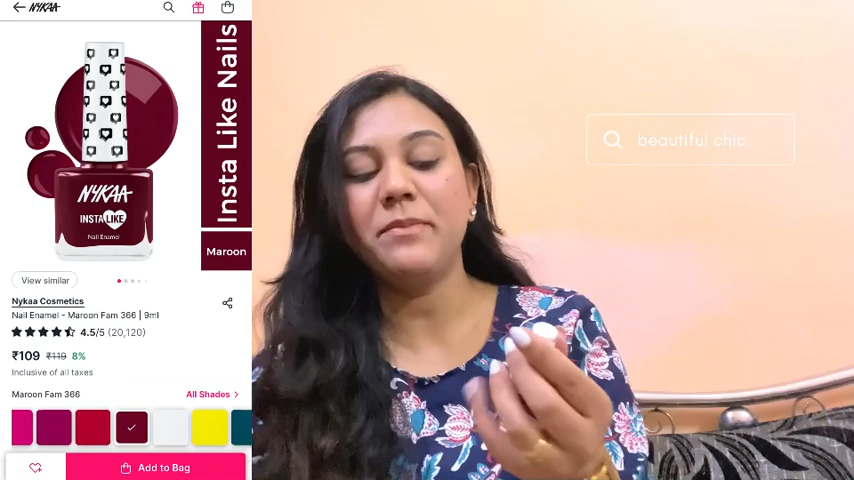 NYKAA
Insta Like Nails
NYKAA
INSTA LIKE
Nail Enamel
Maroon
View similar
Nykaa Cosmetics
Nail Enamel - Maroon Fam 366 | 9ml
4.5/5 (20,120)
₹109 ₹119 8%
Inclusive of all taxes
Maroon Fam 366 All Shades >
Add to Bag
beautiful chic